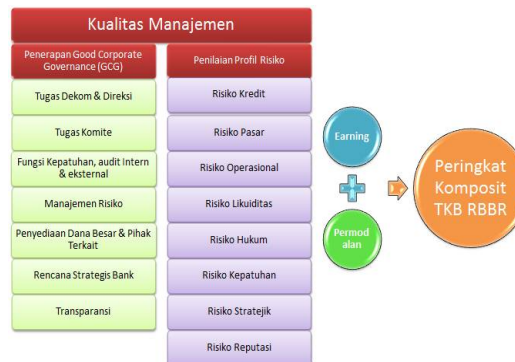 Kualitas Manajemen
Penerapan Good Corporate
Governance (GCG)
Tugas Dekom & Direksi
Tugas Komite
Fungsi Kepatuhan, audit Intern
& eksternal
Manajemen Risiko
Penyediaan Dana Besar & Pihak
Terkait
Rencana Strategis Bank
Transparansi
Penilaian Profil Risiko
Risiko Kredit
Risiko Pasar
Risiko Operasional
Risiko Likuiditas
Risiko Hukum
Risiko Kepatuhan
Risiko Stratejik
Risiko Reputasi
Earning
Permod
alan
Peringkat
Komposit
TKB RBBR